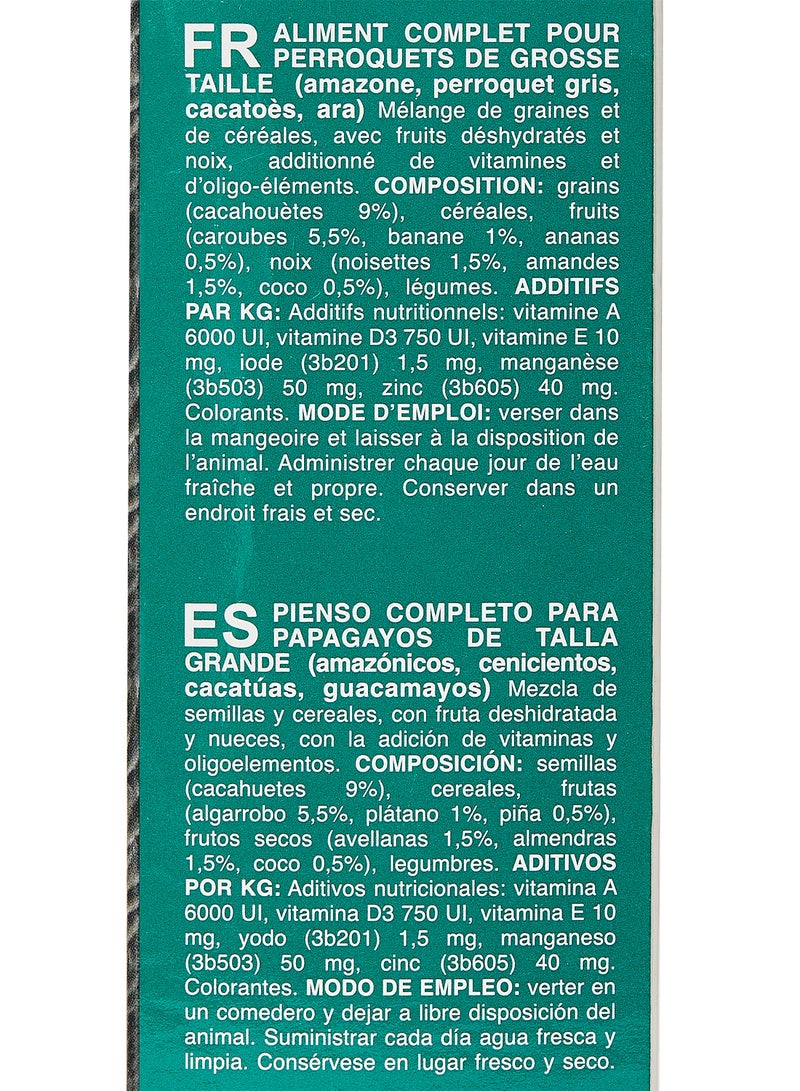 FR ALIMENT COMPLET POUR
PERROQUETS DE GROSSE
TAILLE (amazone, perroquet gris,
cacatoès, ara) Mélange de graines et
de céréales, avec fruits déshydratés et
noix, additionné de vitamines et
d’oligo-éléments. COMPOSITION: grains
(cacahouètes 9%), céréales, fruits
(caroubes 5,5%, banane 1%, ananas
0,5%), noix (noisettes 1,5%, amandes
1,5%, coco 0,5%), légumes. ADDITIFS
PAR KG: Additifs nutritionnels: vitamine A
6000 UI, vitamine D3 750 UI, vitamine E 10
mg, iode (3b201) 1,5 mg, manganèse
(3b503) 50 mg, zinc (3b605) 40 mg.
Colorants. MODE D’EMPLOI: verser dans
la mangeoire et laisser à la disposition de
l’animal. Administrer chaque jour de l’eau
fraîche et propre. Conserver dans un
endroit frais et sec.
ES PIENSO COMPLETO PARA
PAPAGAYOS DE TALLA
GRANDE (amazónicos, cenicientos,
cacatúas, guacamayos) Mezcla de
semillas y cereales, con fruta deshidratada
y nueces, con la adición de vitaminas y
oligoelementos. COMPOSICIÓN: semillas
(cacahuetes 9%), cereales, frutas
(algarrobo 5,5%, plátano 1%, piña 0,5%),
frutos secos (avellanas 1,5%, almendras
1,5%, coco 0,5%), legumbres. ADITIVOS
POR KG: Aditivos nutricionales: vitamina A
6000 UI, vitamina D3 750 UI, vitamina E 10
mg, yodo (3b201) 1,5 mg, manganeso
(3b503) 50 mg, cinc (3b605) 40 mg.
Colorantes. MODO DE EMPLEO: verter en
un comedero y dejar a libre disposición del
animal. Suministrar cada día agua fresca y
limpia. Consérvese en lugar fresco y seco.